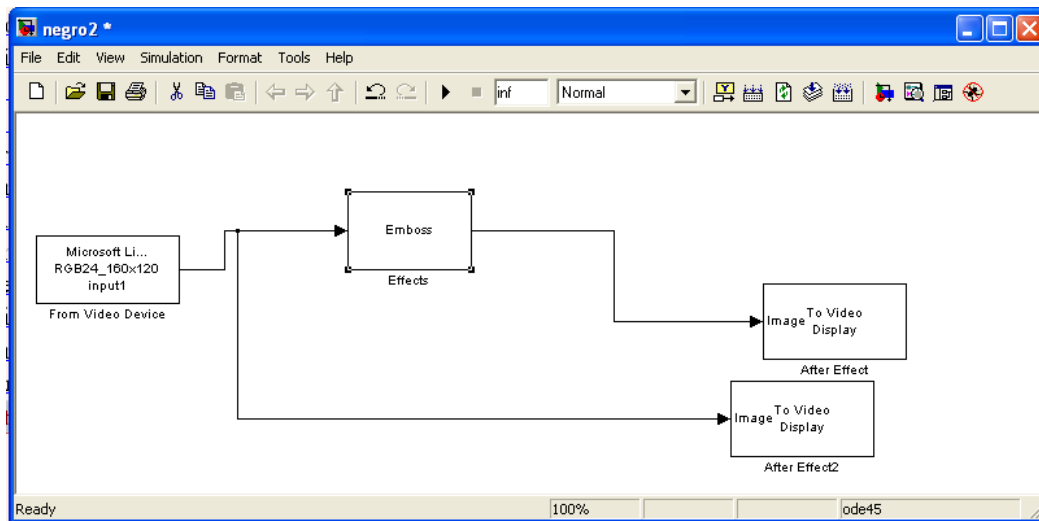 negro2 *
File Edit View Simulation Format Tools Help
inf Normal
Emboss
Effects
Microsoft Li...
RGB24_160x120
input1
From Video Device
Image To Video
Display
After Effect
Image To Video
Display
After Effect2
Ready 100% ode45